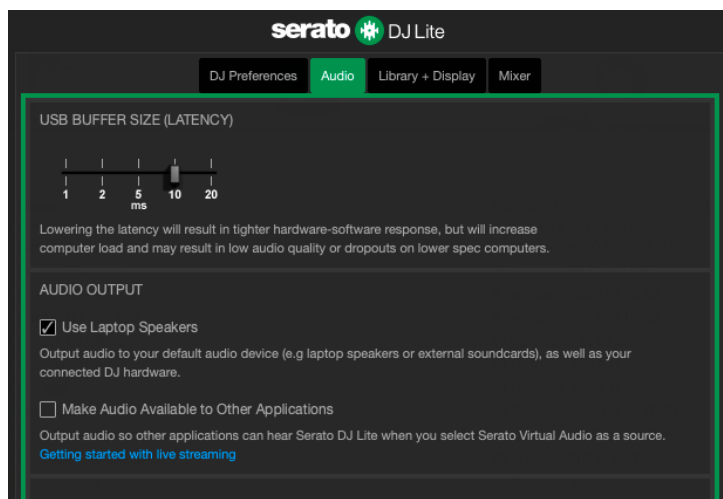 serato DJ Lite
DJ Preferences Audio Library + Display Mixer
USB BUFFER SIZE (LATENCY)
1 2 5 10 20
ms
Lowering the latency will result in tighter hardware-software response, but will increase
computer load and may result in low audio quality or dropouts on lower spec computers.
AUDIO OUTPUT
Use Laptop Speakers
Output audio to your default audio device (e.g laptop speakers or external soundcards), as well as your
connected DJ hardware.
Make Audio Available to Other Applications
Output audio so other applications can hear Serato DJ Lite when you select Serato Virtual Audio as a source.
Getting started with live streaming